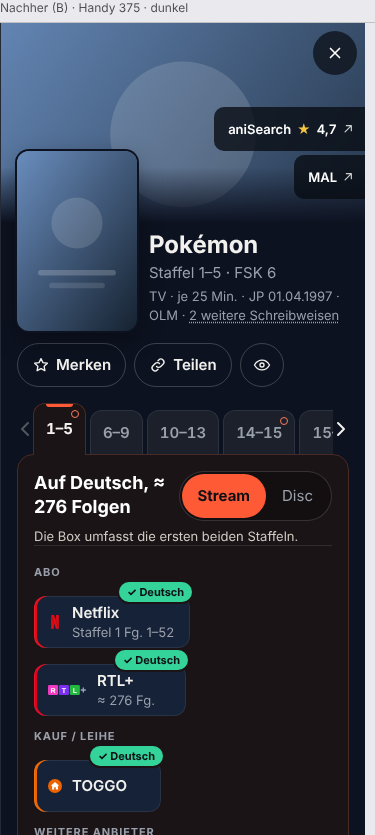 Nachher (B) · Handy 375 · dunkel
aniSearch ★ 4,7 ↗
MAL ↗
Pokémon
Staffel 1–5 · FSK 6
TV · je 25 Min. · JP 01.04.1997 ·
OLM · 2 weitere Schreibweisen
Merken
Teilen
1–5
6–9
10–13
14–15
15-
Auf Deutsch, ≈
276 Folgen
Stream
Disc
Die Box umfasst die ersten beiden Staffeln.
ABO
✓ Deutsch
N
Netflix
Staffel 1 Fg. 1–52
✓ Deutsch
RTL+
RTL+
≈ 276 Fg.
KAUF / LEIHE
✓ Deutsch
TOGGO
WEITERE ANBIETER